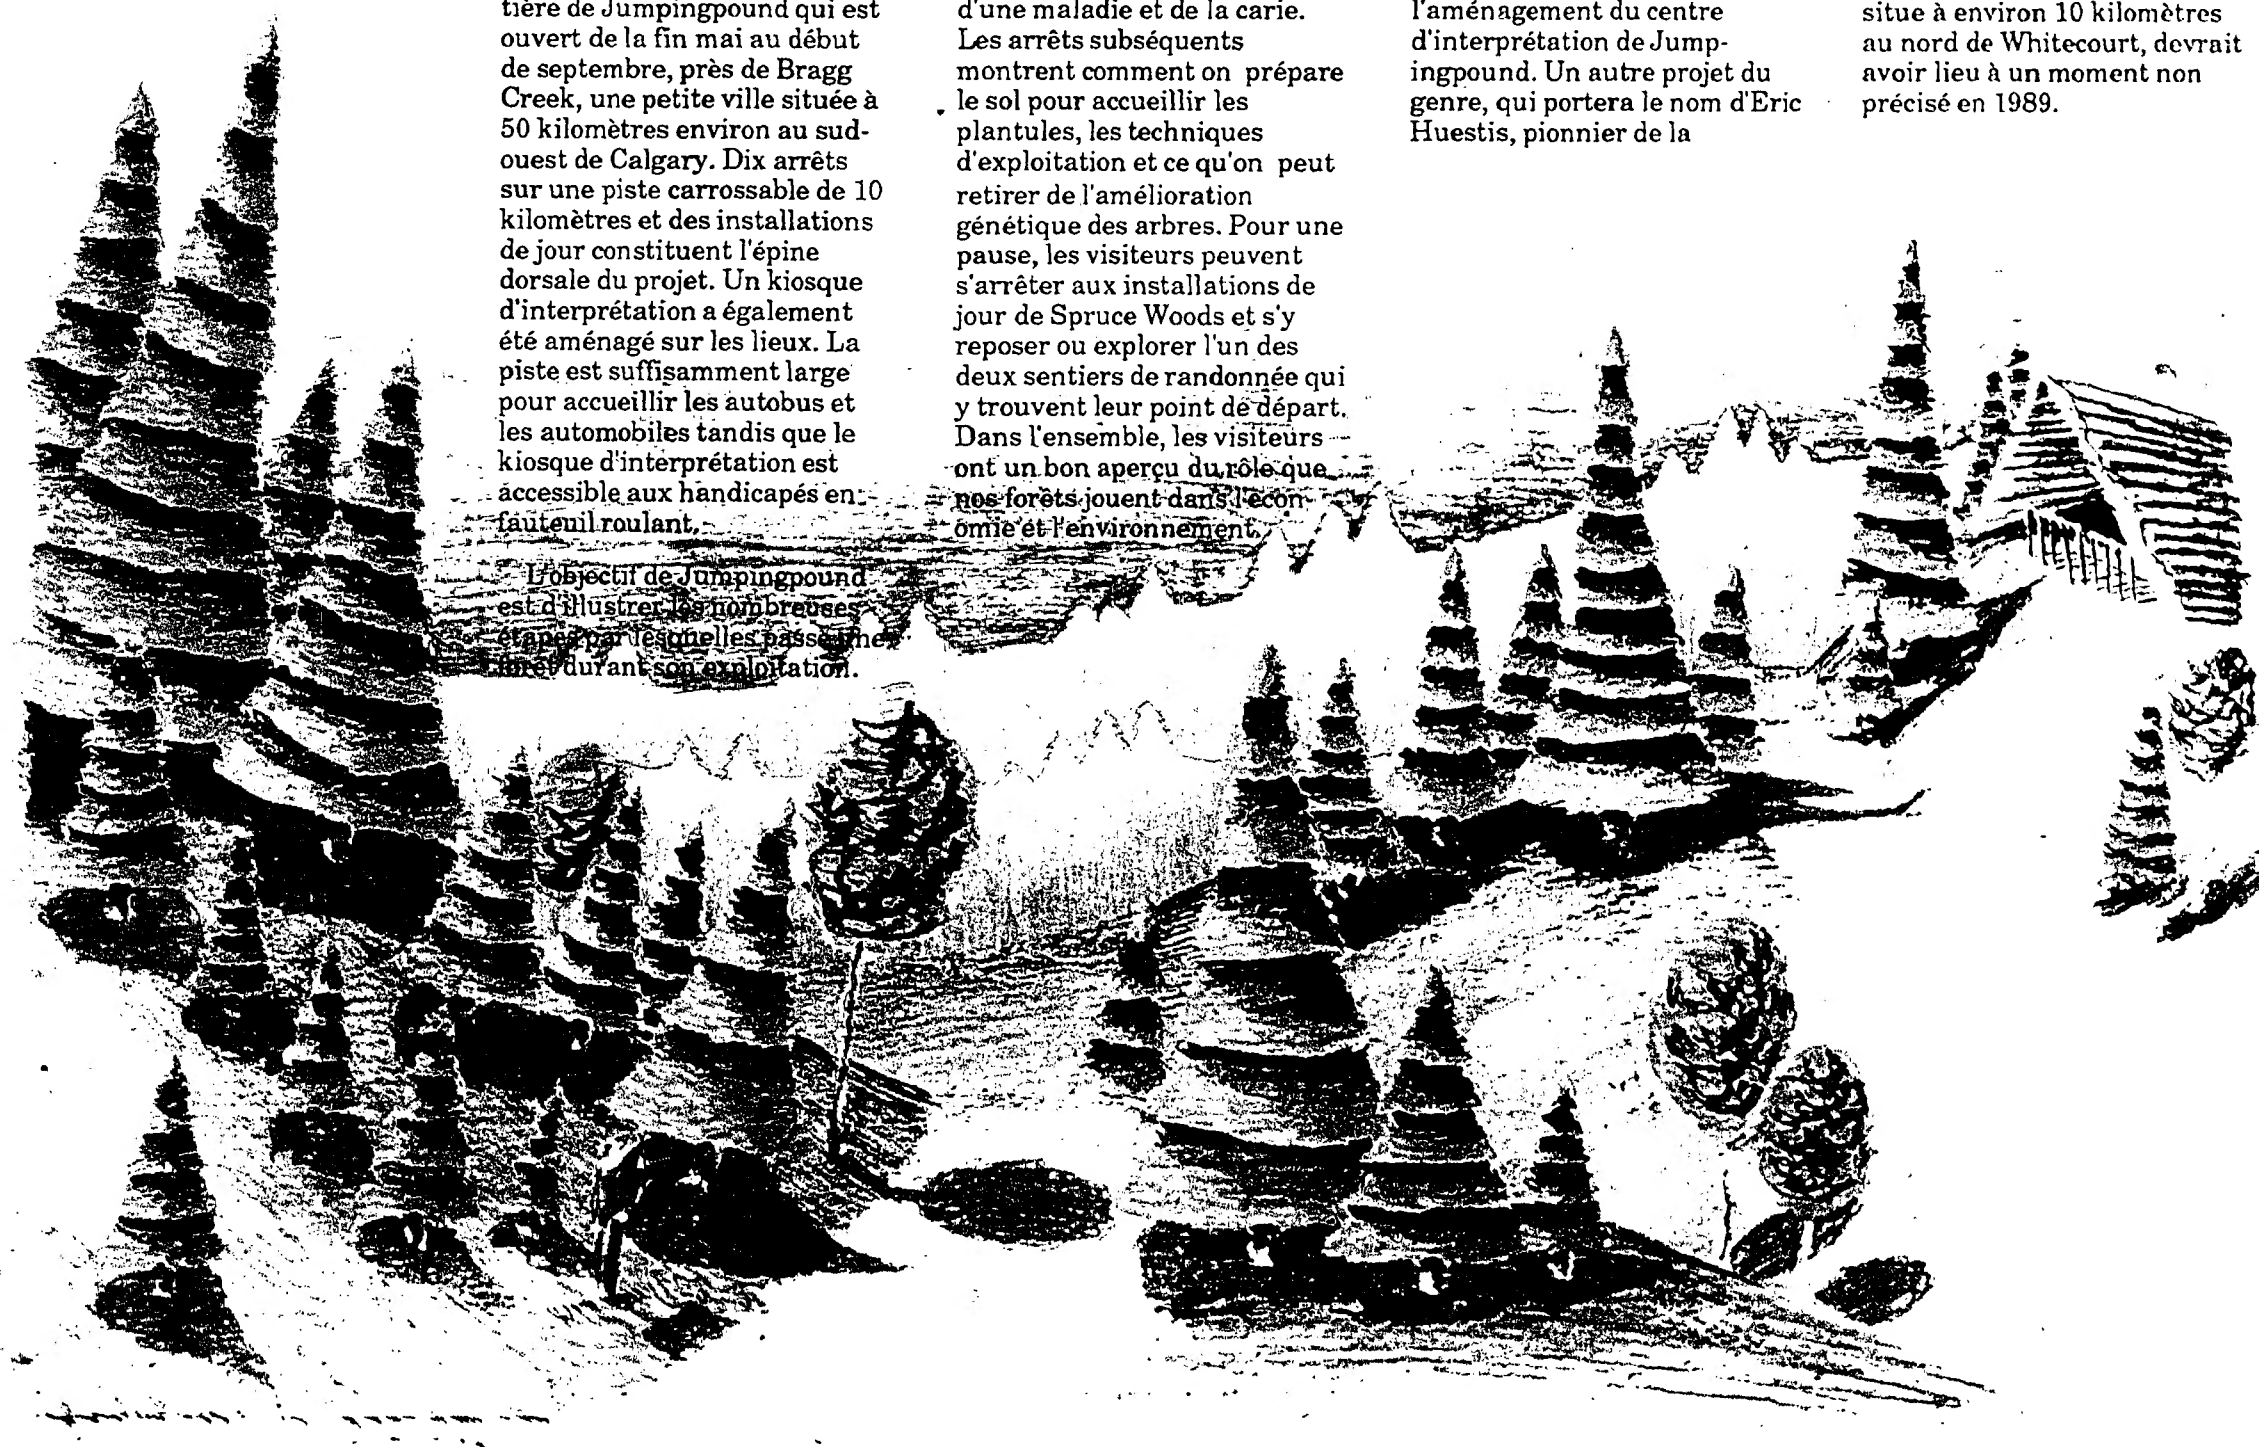 tière de Jumpingpound qui est
ouvert de la fin mai au début
de septembre, près de Bragg
Creek, une petite ville située à
50 kilomètres environ au sud-
ouest de Calgary. Dix arrêts
sur une piste carrossable de 10
kilomètres et des installations
de jour constituent l'épine
dorsale du projet. Un kiosque
d'interprétation a également
été aménagé sur les lieux. La
piste est suffisamment large
pour accueillir les autobus et
les automobiles tandis que le
kiosque d'interprétation est
accessible aux handicapés en
fauteuil roulant.
L'objectif de Jumpingpound
est d'illustrer les nombreuses
étapes par lesquelles passe une
forêt durant son exploitation.
d'une maladie et de la carie.
Les arrêts subséquents
montrent comment on prépare
le sol pour accueillir les
plantules, les techniques
d'exploitation et ce qu'on peut
retirer de l'amélioration
génétique des arbres. Pour une
pause, les visiteurs peuvent
s'arrêter aux installations de
jour de Spruce Woods et s'y
reposer ou explorer l'un des
deux sentiers de randonnée qui
y trouvent leur point de départ.
Dans l'ensemble, les visiteurs
ont un bon aperçu du rôle que
nos forêts jouent dans l'écon-
omie et l'environnement.
l'aménagement du centre
d'interprétation de Jump-
ingpound. Un autre projet du
genre, qui portera le nom d'Eric
Huestis, pionnier de la
situe à environ 10 kilomètres
au nord de Whitecourt, devrait
avoir lieu à un moment non
précisé en 1989.